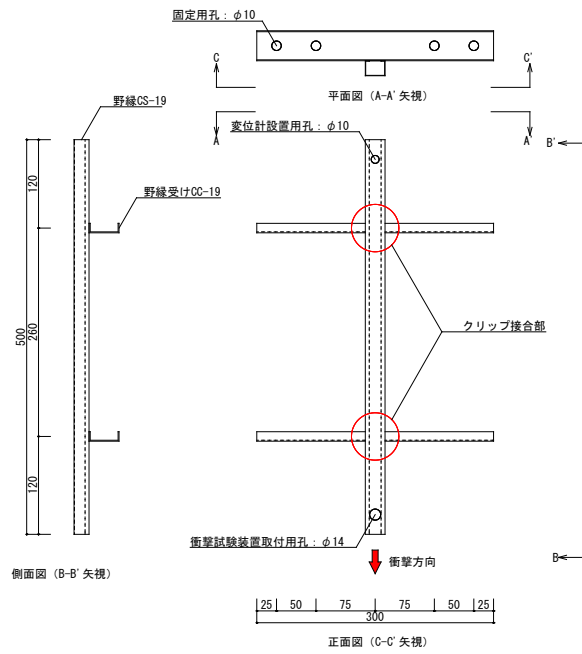 固定用孔：φ10
C
C'
平面図 (A-A' 矢視)
野縁CS-19
変位計設置用孔：φ10
A
A'
B'
120
野縁受けCC-19
500
260
クリップ接合部
120
衝撃試験装置取付用孔：φ14
衝撃方向
B
側面図 (B-B' 矢視)
25 50 75 75 50 25
300
正面図 (C-C' 矢視)